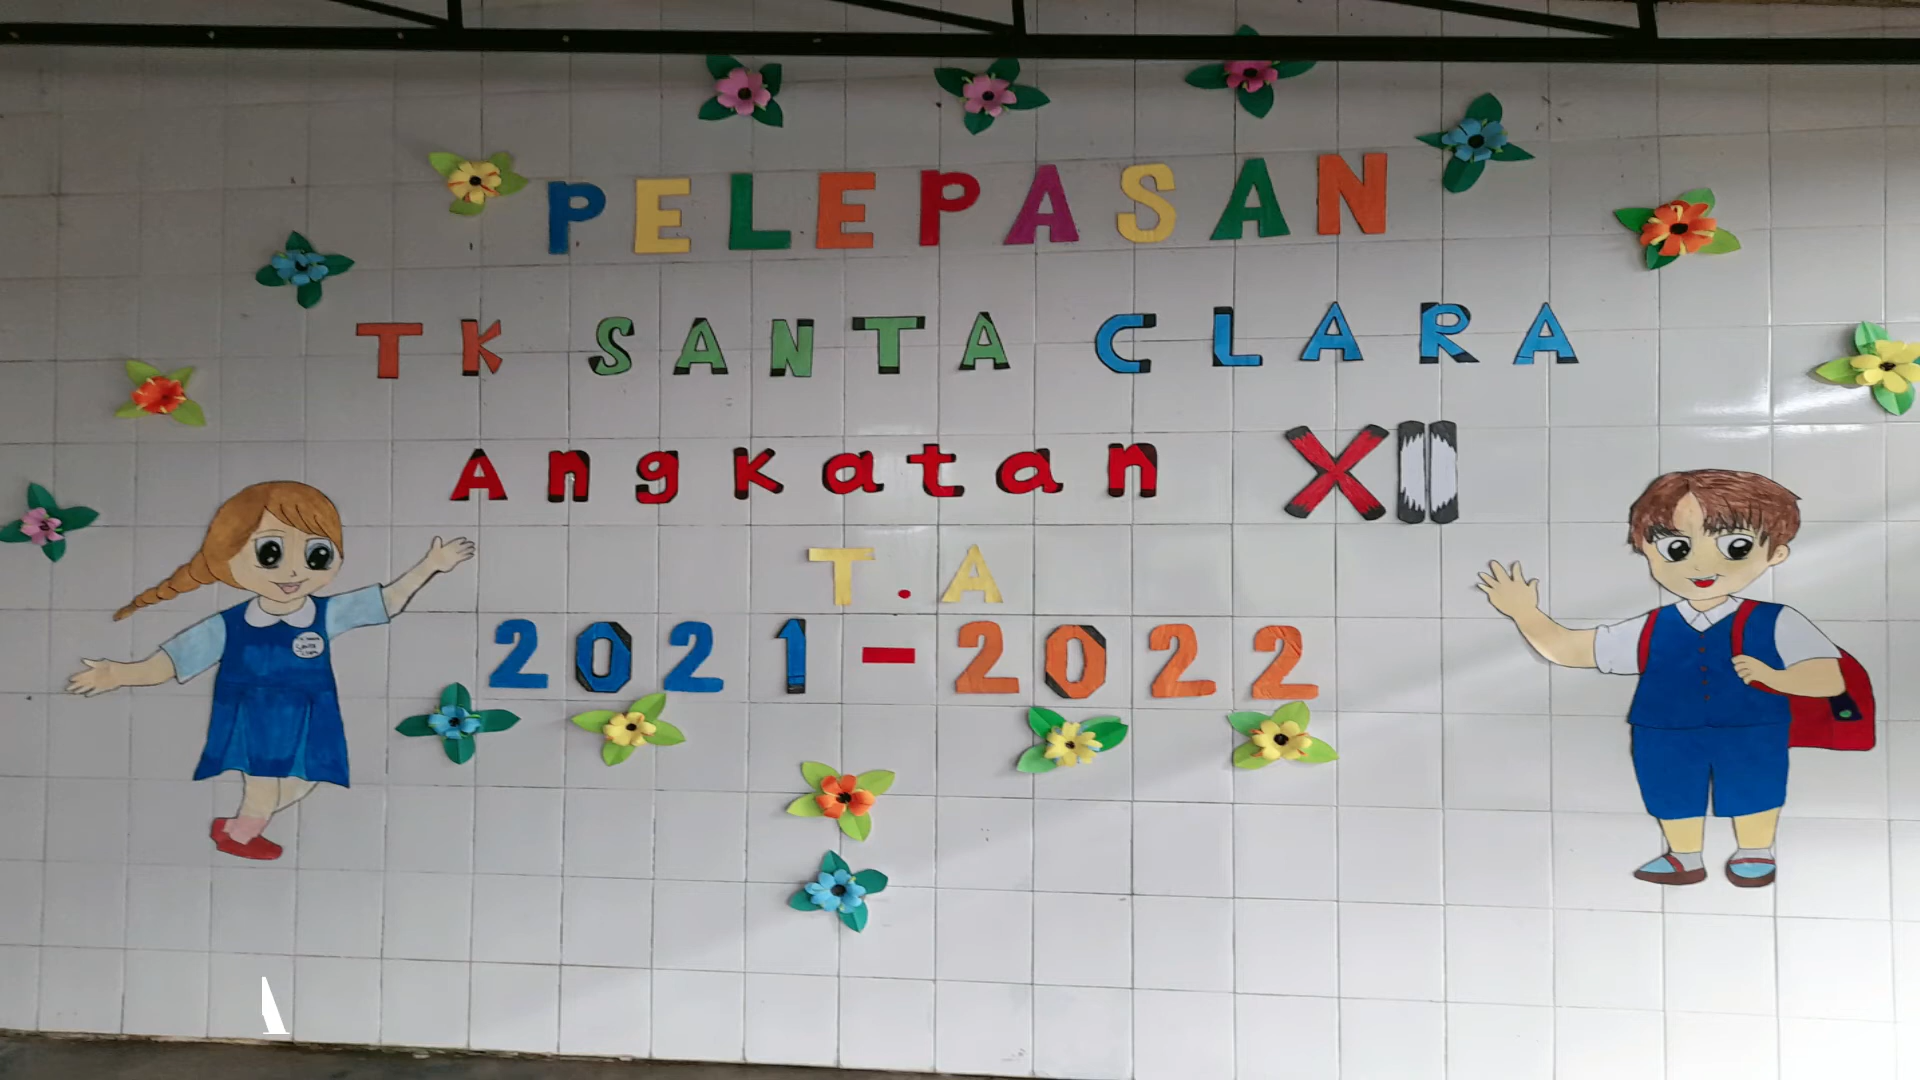 PELEPASAN
TK SANTA CLARA
Angkatan XII
T.A
2021-2022